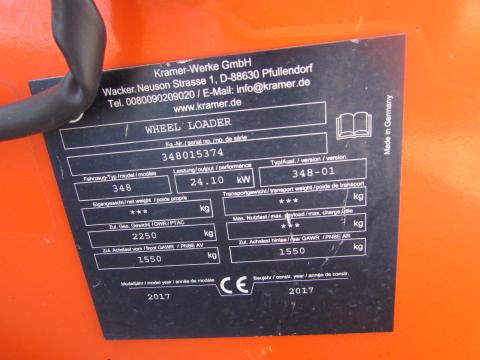 Kramer-Werke GmbH
Wacker Neuson Strasse 1, D-88630 Pfullendorf
Tel. 0080090209020 / E-Mail: info@kramer.de
www.kramer.de
WHEEL LOADER
Fg.-Nr / serial no. / no. de série
348015374
Fahrzeug-Typ / model / modèle
348
Leistung / output / performance
24.10 kW
Typ/Ausf. / version / version
348-01
Eigengewicht / net weight / poids propre
*** kg
Transportgewicht / transport weight / poids de transport
*** kg
Zul. Ges. Gewicht / GWR / PTAC
2250 kg
Max. Nutzlast / max. payload / max. charge utile
*** kg
Zul. Achslast vorn / front GAWR / PNBE AV
1550 kg
Zul. Achslast hinten / rear GAWR / PNBE AR
1550 kg
Modelljahr / model year / année de modèle
2017
CE
Baujahr / constr. year / année de constr.
2017
Made in Germany